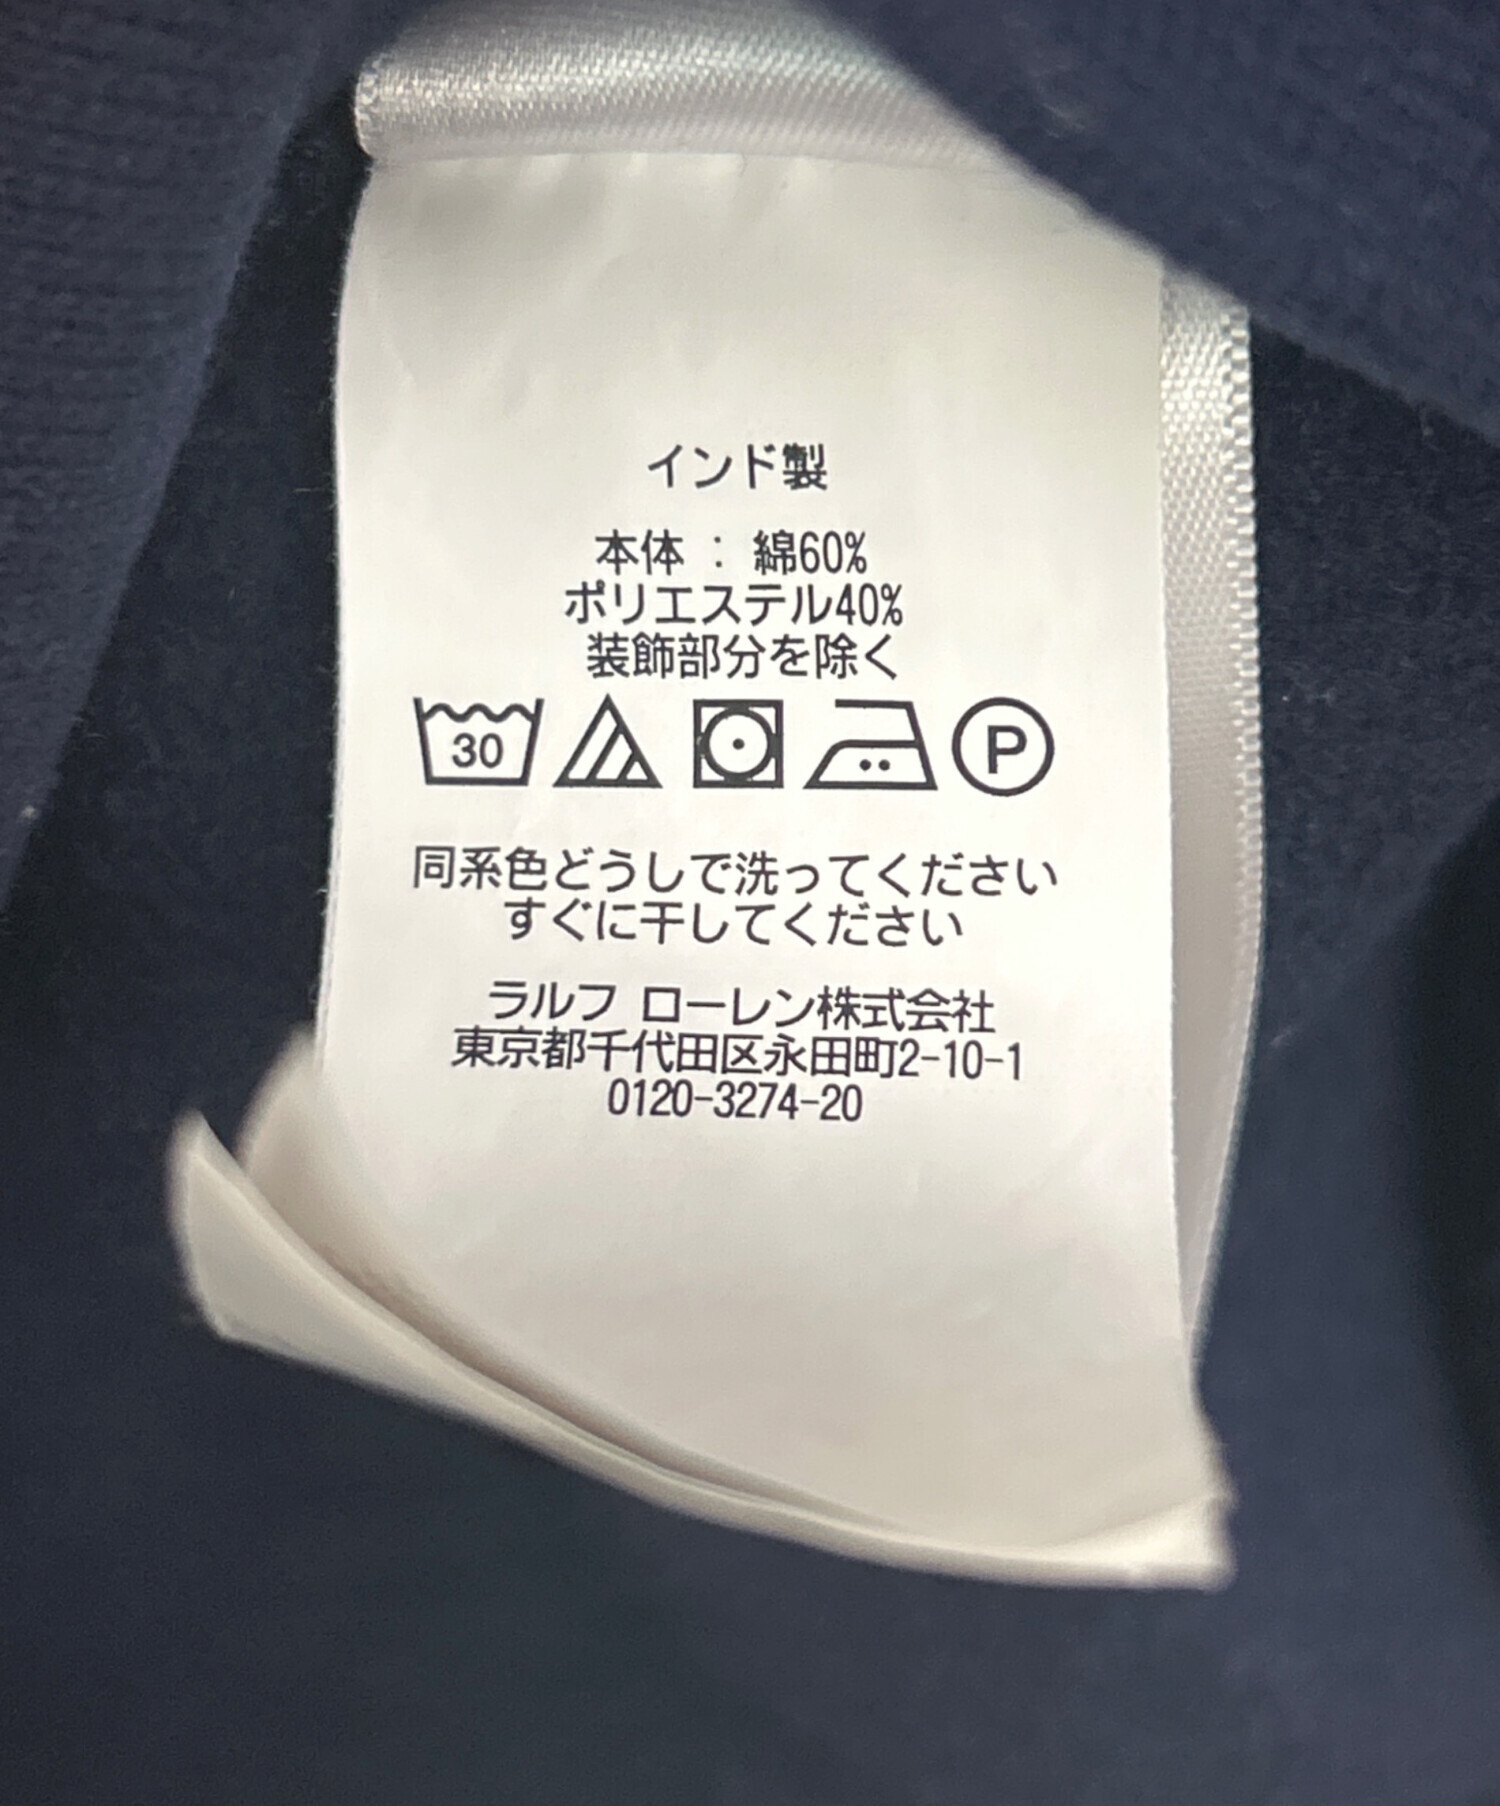 インド製
本体 : 綿60%
ポリエステル40%
装飾部分を除く
30
P
同系色どうしで洗ってください
すぐに干してください
ラルフ ローレン株式会社
東京都千代田区永田町2-10-1
0120-3274-20